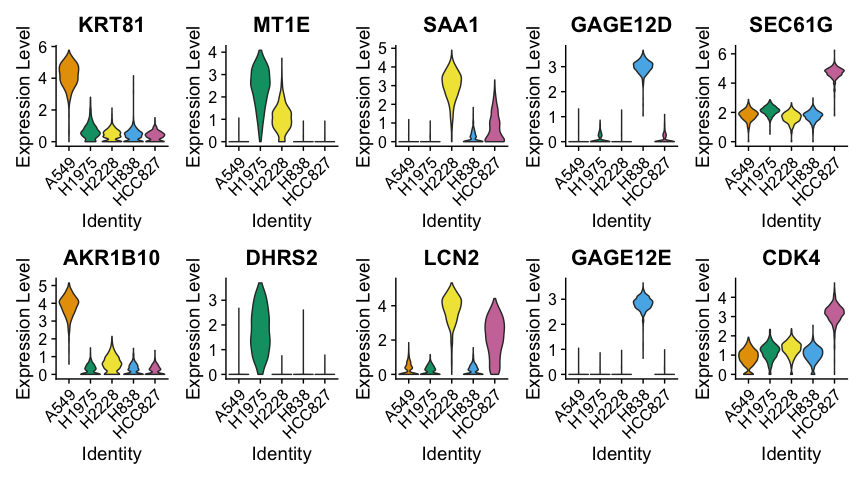 KRT81 MT1E SAA1 GAGE12D SEC61G
Expression Level Expression Level Expression Level Expression Level Expression Level
6 4 5 3 6
4 3 4 2 4
2 2 3 1 2
0 1 2 0 0
0 1
0
A549 H1975 H2228 H838 HCC827 A549 H1975 H2228 H838 HCC827 A549 H1975 H2228 H838 HCC827 A549 H1975 H2228 H838 HCC827 A549 H1975 H2228 H838 HCC827
Identity Identity Identity Identity Identity
AKR1B10 DHRS2 LCN2 GAGE12E CDK4
Expression Level Expression Level Expression Level Expression Level Expression Level
5 3 4 3 4
4 2 2 2 3
3 1 0 1 2
2 0 0 1
1 0
0
A549 H1975 H2228 H838 HCC827 A549 H1975 H2228 H838 HCC827 A549 H1975 H2228 H838 HCC827 A549 H1975 H2228 H838 HCC827 A549 H1975 H2228 H838 HCC827
Identity Identity Identity Identity Identity